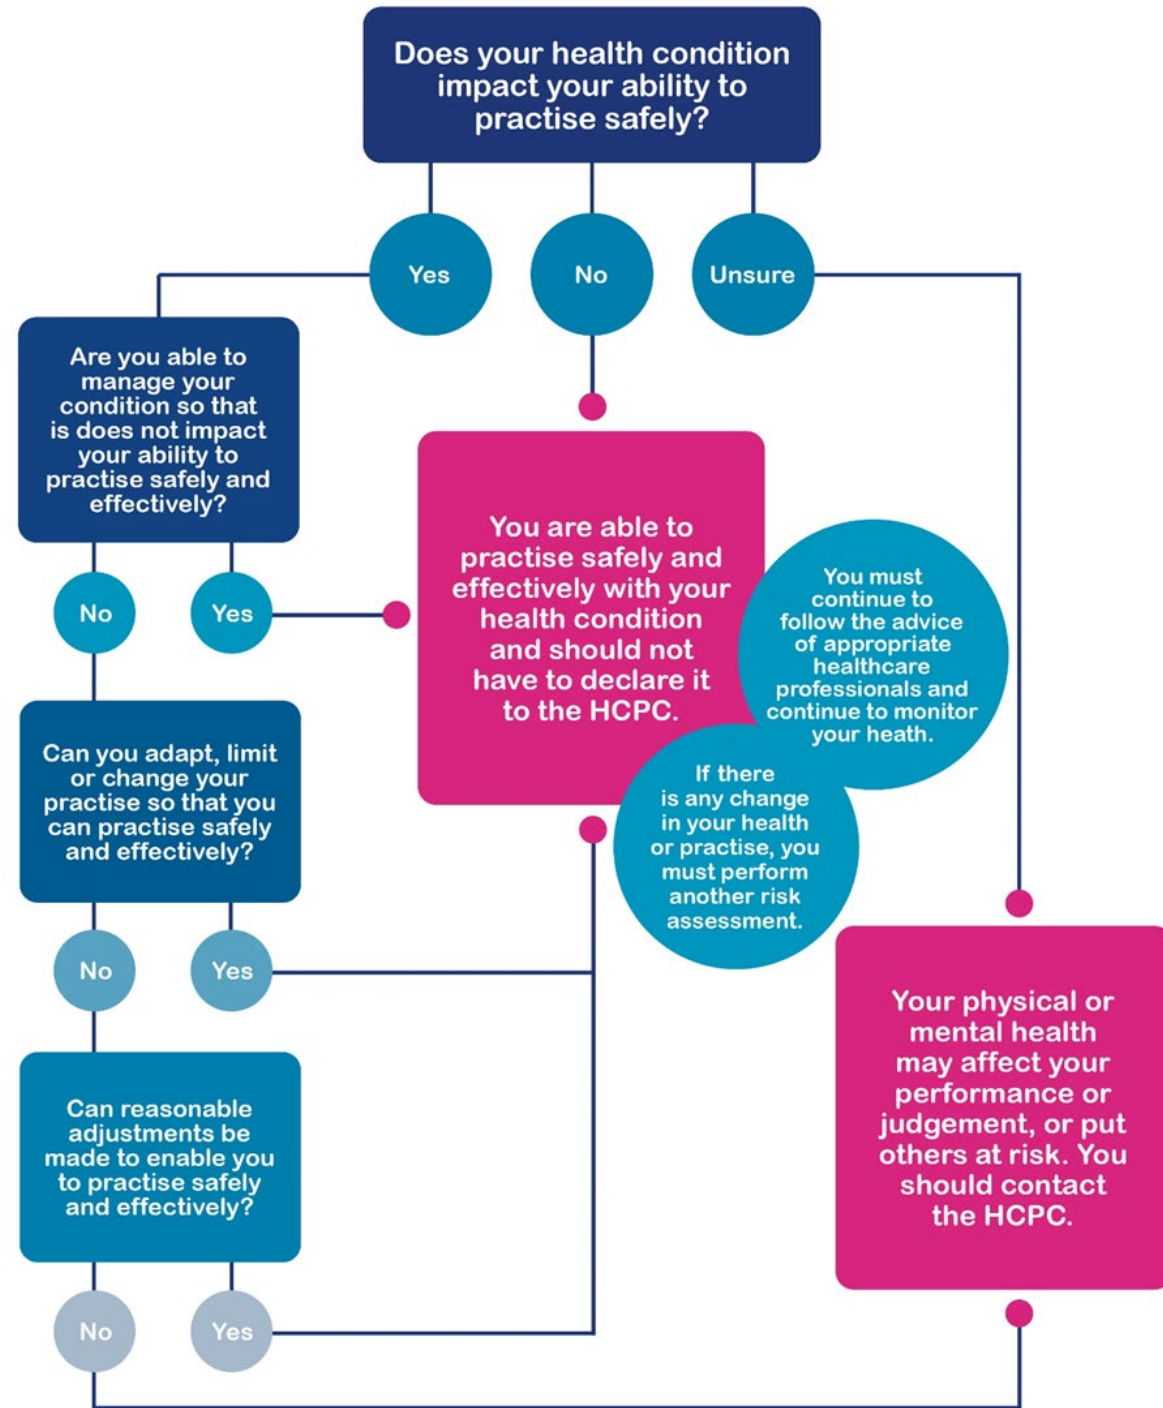 Does your health condition
impact your ability to
practise safely?
Yes
No
Unsure
Are you able to
manage your
condition so that
is does not impact
your ability to
practise safely and
effectively?
No
Yes
You are able to
practise safely and
effectively with your
health condition
and should not
have to declare it
to the HCPC.
You must
continue to
follow the advice
of appropriate
healthcare
professionals and
continue to monitor
your heath.
If there
is any change
in your health
or practise, you
must perform
another risk
assessment.
Can you adapt, limit
or change your
practise so that you
can practise safely
and effectively?
No
Yes
Your physical or
mental health
may affect your
performance or
judgement, or put
others at risk. You
should contact
the HCPC.
Can reasonable
adjustments be
made to enable you
to practise safely
and effectively?
No
Yes